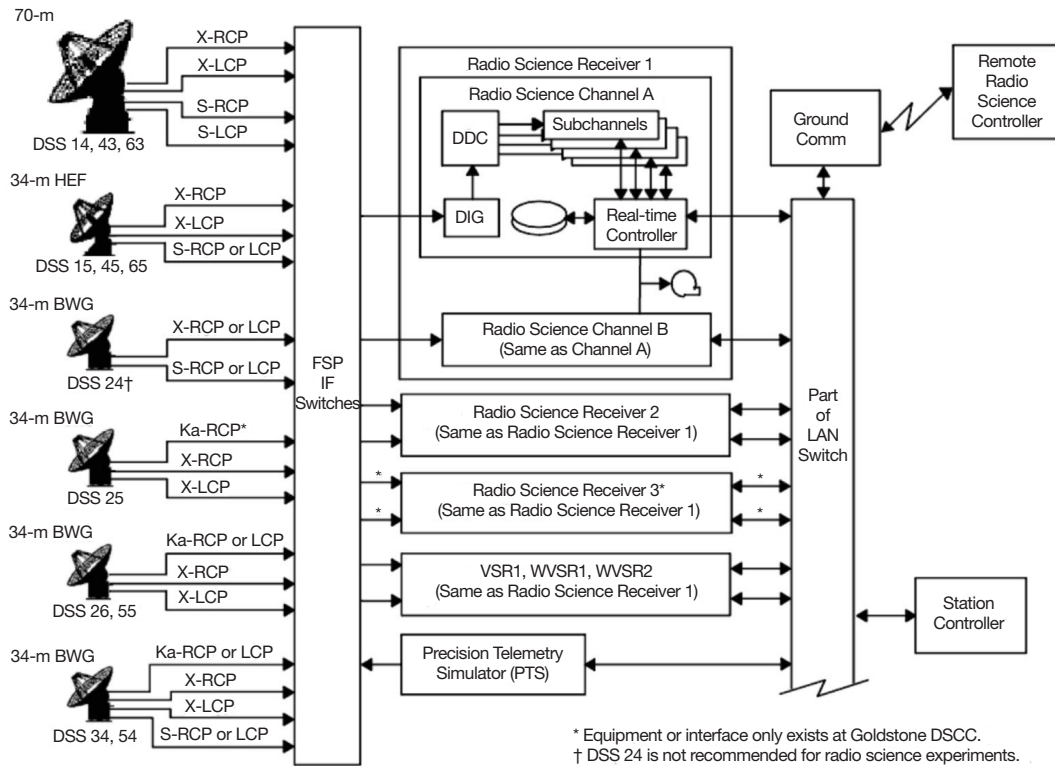 70-m
X-RCP
X-LCP
S-RCP
S-LCP
DSS 14, 43, 63
34-m HEF
X-RCP
X-LCP
S-RCP or LCP
DSS 15, 45, 65
34-m BWG
X-RCP or LCP
S-RCP or LCP
DSS 24†
34-m BWG
Ka-RCP*
X-RCP
X-LCP
DSS 25
34-m BWG
Ka-RCP or LCP
X-RCP
X-LCP
DSS 26, 55
34-m BWG
Ka-RCP or LCP
X-RCP
X-LCP
S-RCP or LCP
DSS 34, 54
FSP
IF
Switches
Radio Science Receiver 1
Radio Science Channel A
DDC
Subchannels
DIG
Real-time
Controller
Radio Science Channel B
(Same as Channel A)
Radio Science Receiver 2
(Same as Radio Science Receiver 1)
*
*
Radio Science Receiver 3*
(Same as Radio Science Receiver 1)
*
*
VSR1, WVSR1, WVSR2
(Same as Radio Science Receiver 1)
Precision Telemetry
Simulator (PTS)
Ground
Comm
Remote
Radio
Science
Controller
Part
of
LAN
Switch
Station
Controller
* Equipment or interface only exists at Goldstone DSCC.
† DSS 24 is not recommended for radio science experiments.